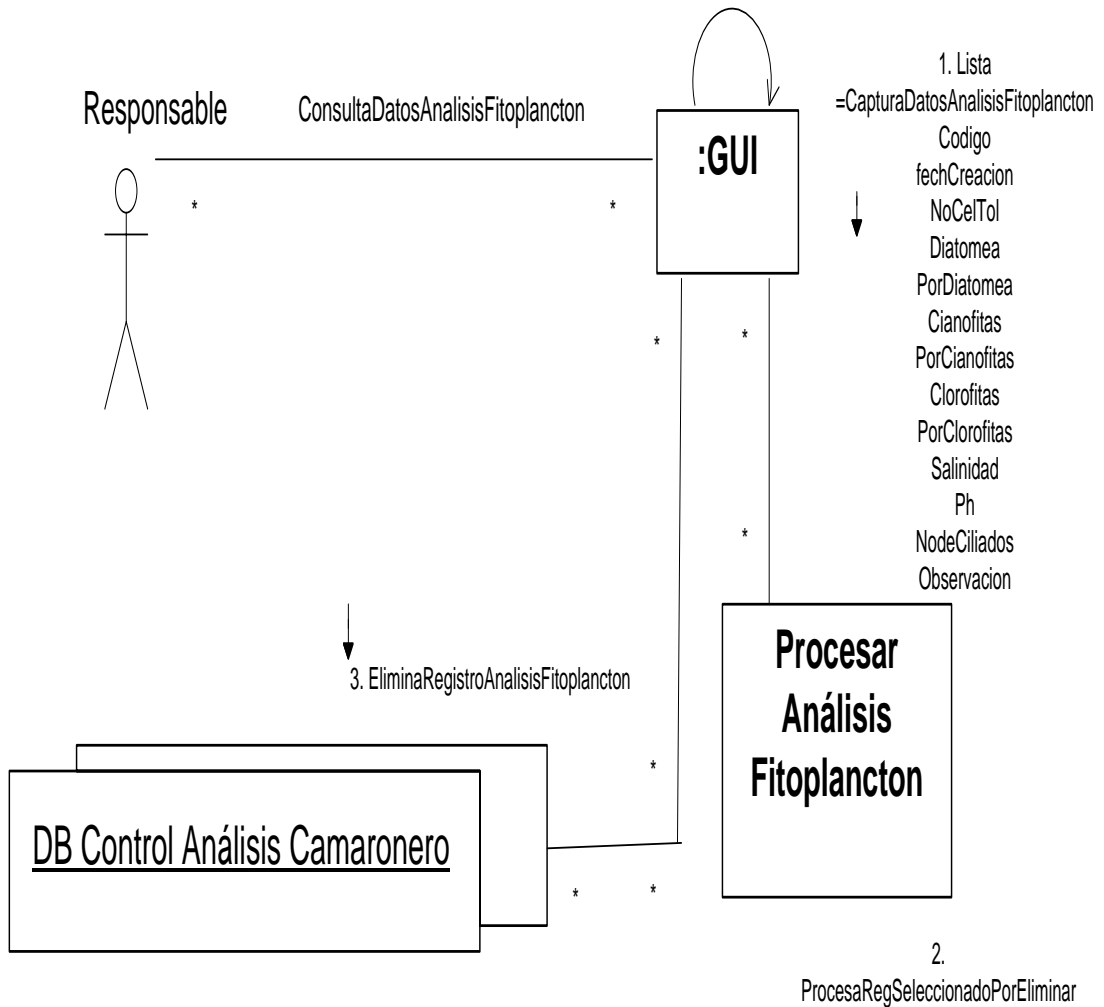 Responsable
ConsultaDatosAnalisisFitoplancton
:GUI
1. Lista
=CapturaDatosAnalisisFitoplancton
Codigo
fechCreacion
NoCelTol
Diatomea
PorDiatomea
Cianofitas
PorCianofitas
Clorofitas
PorClorofitas
Salinidad
Ph
NodeCiliados
Observacion
*
*
*
*
*
3. EliminaRegistroAnalisisFitoplancton
Procesar
Análisis
Fitoplancton
*
DB Control Análisis Camaronero
*
*
2.
ProcesaRegSeleccionadoPorEliminar